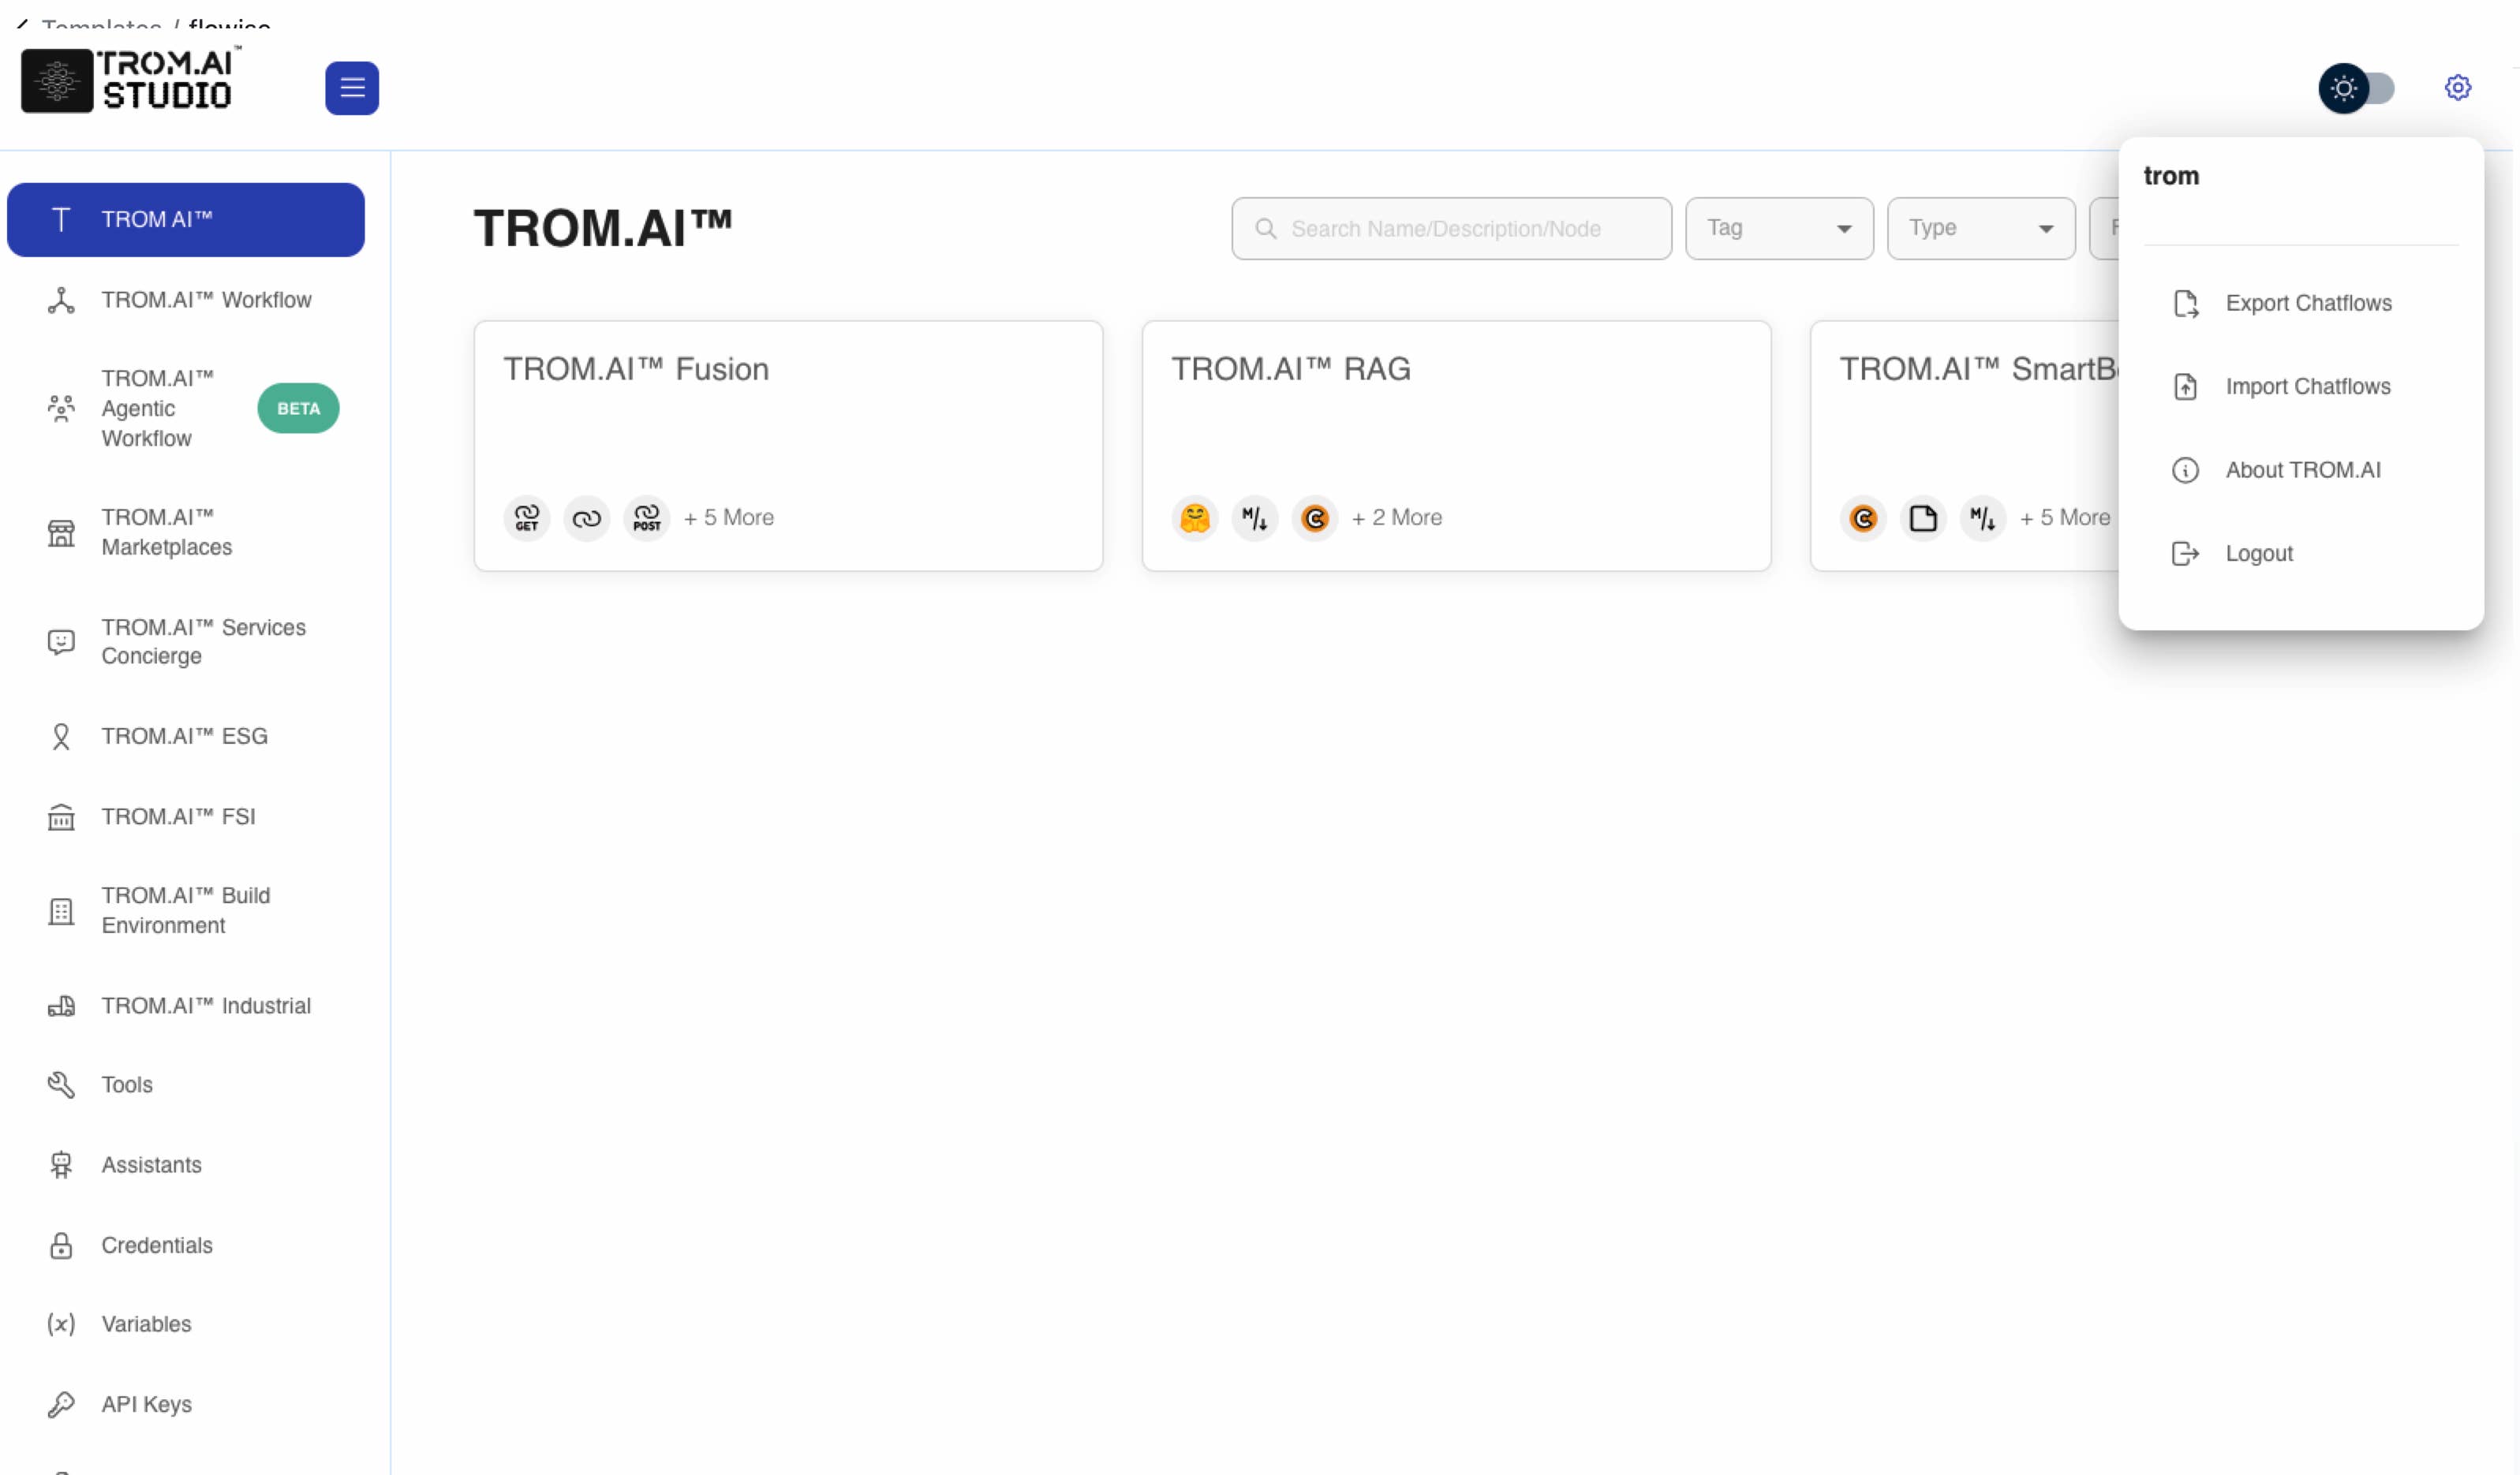 Templates / flowise
TROM.AI™
STUDIO
trom
Export Chatflows
Import Chatflows
About TROM.AI
Logout
T TROM AI™
TROM.AI™ Workflow
TROM.AI™
Agentic
Workflow
BETA
TROM.AI™
Marketplaces
TROM.AI™ Services
Concierge
TROM.AI™ ESG
TROM.AI™ FSI
TROM.AI™ Build
Environment
TROM.AI™ Industrial
Tools
Assistants
Credentials
(x) Variables
API Keys
TROM.AI™
Search Name/Description/Node
Tag
Type
TROM.AI™ Fusion
GET
POST
+ 5 More
TROM.AI™ RAG
M/↓
C
+ 2 More
TROM.AI™
C
M/↓
+ 5 More